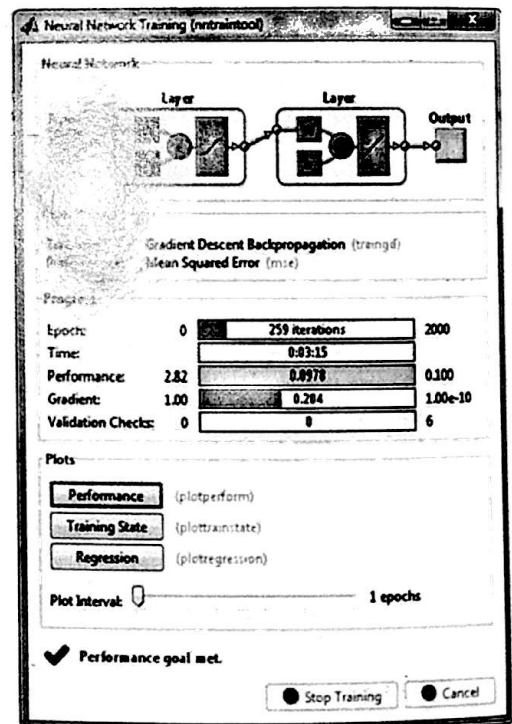 Neural Network Training (nntraintool)
Neural Network
Layer Layer
Output
Gradient Descent Backpropagation (traingd)
Mean Squared Error (mse)
Progress
Epoch: 0 259 iterations 2000
Time: 0:03:15
Performance: 2.82 0.0978 0.100
Gradient: 1.00 0.204 1.00e-10
Validation Checks: 0 0 6
Plots
Performance (plotperform)
Training State (plottrainstate)
Regression (plotregression)
Plot Interval: 1 epochs
Performance goal met.
Stop Training Cancel